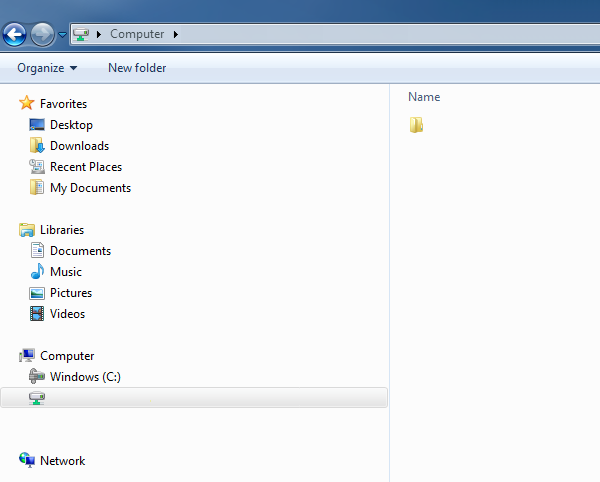 Computer
Organize
New folder
Favorites
Desktop
Downloads
Recent Places
My Documents
Libraries
Documents
Music
Pictures
Videos
Computer
Windows (C:)
Network
Name